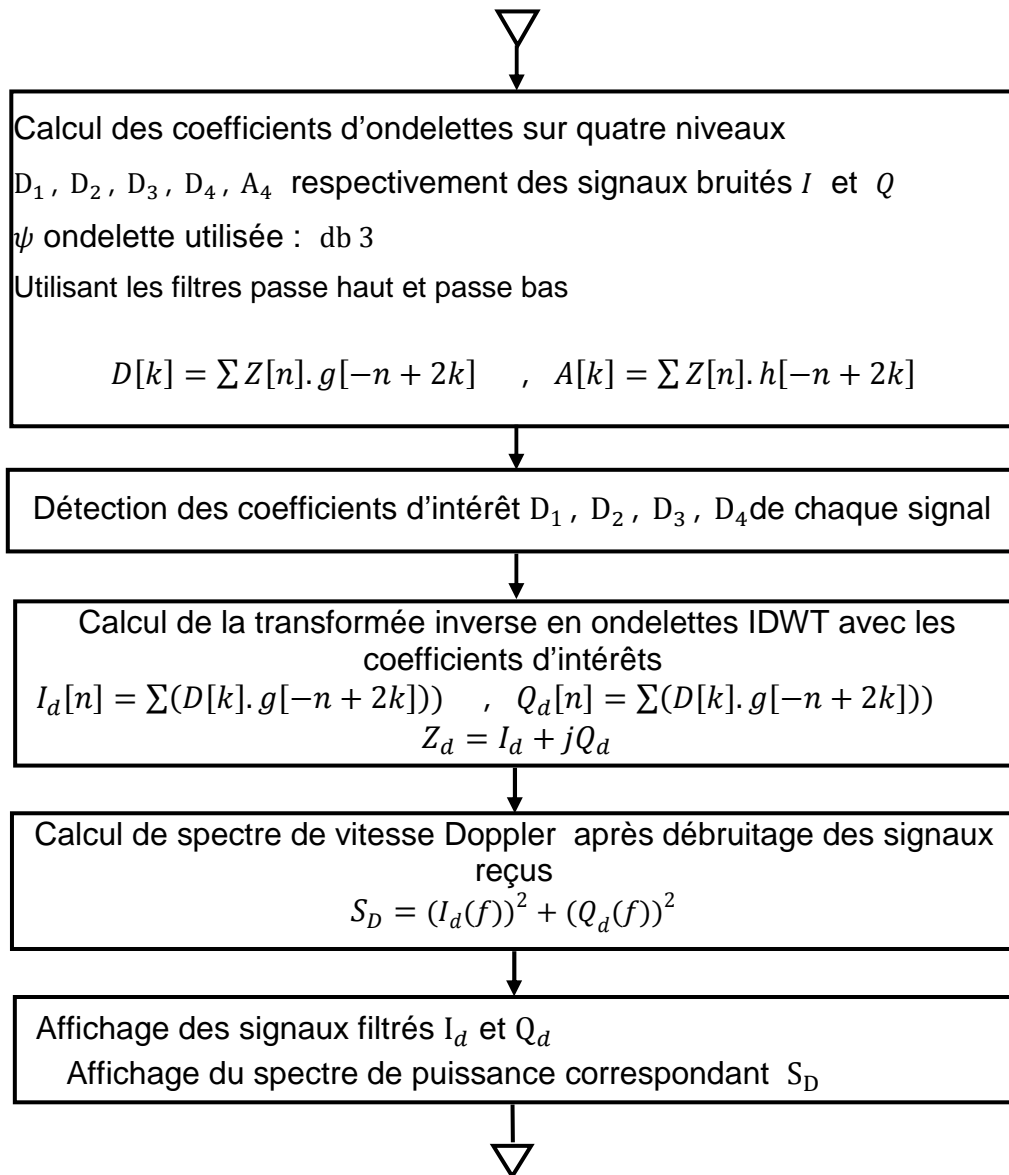 Calcul des coefficients d'ondelettes sur quatre niveaux
D₁ , D₂ , D₃ , D₄ , A₄ respectivement des signaux bruités 𝐼 et 𝑄
ψ ondelette utilisée : db 3
Utilisant les filtres passe haut et passe bas
D[k] = ∑ Z[n]. g[−n + 2k] , A[k] = ∑ Z[n]. h[−n + 2k]
Détection des coefficients d'intérêt D₁ , D₂ , D₃ , D₄de chaque signal
Calcul de la transformée inverse en ondelettes IDWT avec les
coefficients d'intérêts
I_d[n] = ∑(D[k]. g[−n + 2k])) , Q_d[n] = ∑(D[k]. g[−n + 2k]))
Z_d = I_d + jQ_d
Calcul de spectre de vitesse Doppler après débruitage des signaux
reçus
S_D = (I_d(f))² + (Q_d(f))²
Affichage des signaux filtrés I_d et Q_d
Affichage du spectre de puissance correspondant S_D